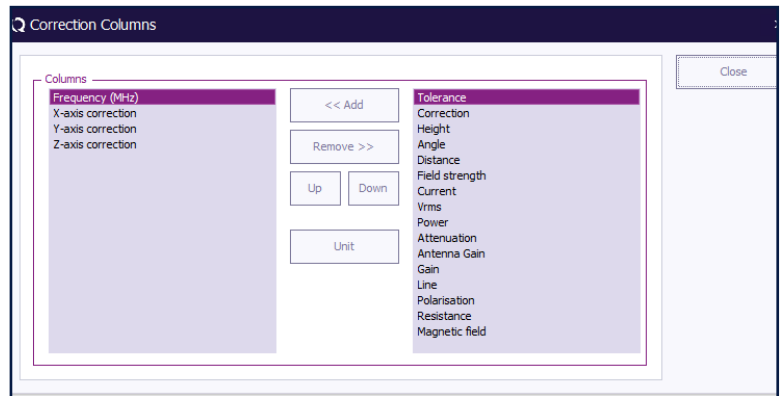 Correction Columns
Close
Columns
Frequency (MHz)
X-axis correction
Y-axis correction
Z-axis correction
<< Add
Remove >>
Up
Down
Unit
Tolerance
Correction
Height
Angle
Distance
Field strength
Current
Vrms
Power
Attenuation
Antenna Gain
Gain
Line
Polarisation
Resistance
Magnetic field